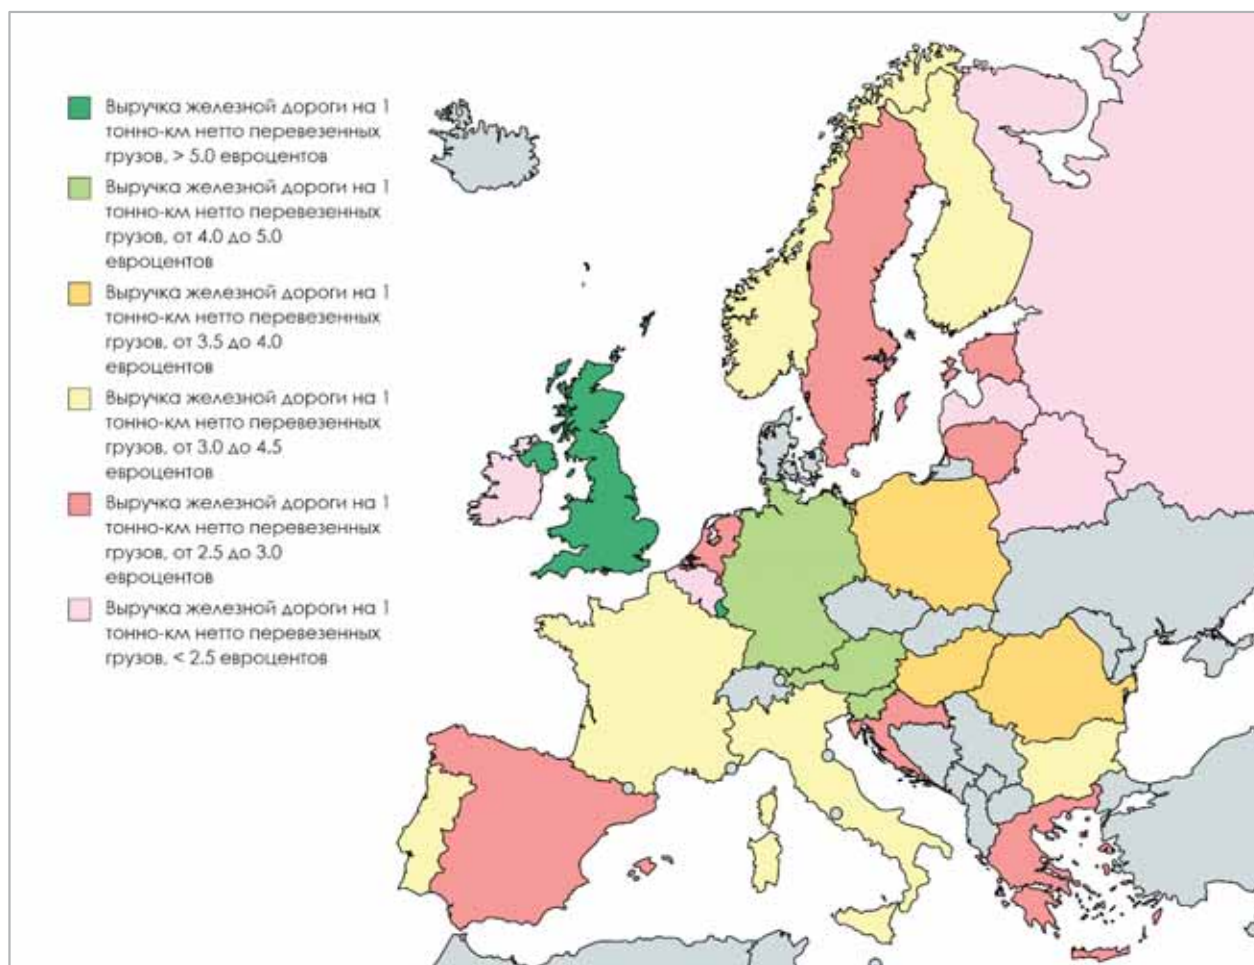 Выручка железной дороги на 1
тонно-км нетто перевезенных
грузов, > 5.0 евроцентов
Выручка железной дороги на 1
тонно-км нетто перевезенных
грузов, от 4.0 до 5.0
евроцентов
Выручка железной дороги на 1
тонно-км нетто перевезенных
грузов, от 3.5 до 4.0
евроцентов
Выручка железной дороги на 1
тонно-км нетто перевезенных
грузов, от 3.0 до 4.5
евроцентов
Выручка железной дороги на 1
тонно-км нетто перевезенных
грузов, от 2.5 до 3.0
евроцентов
Выручка железной дороги на 1
тонно-км нетто перевезенных
грузов, < 2.5 евроцентов